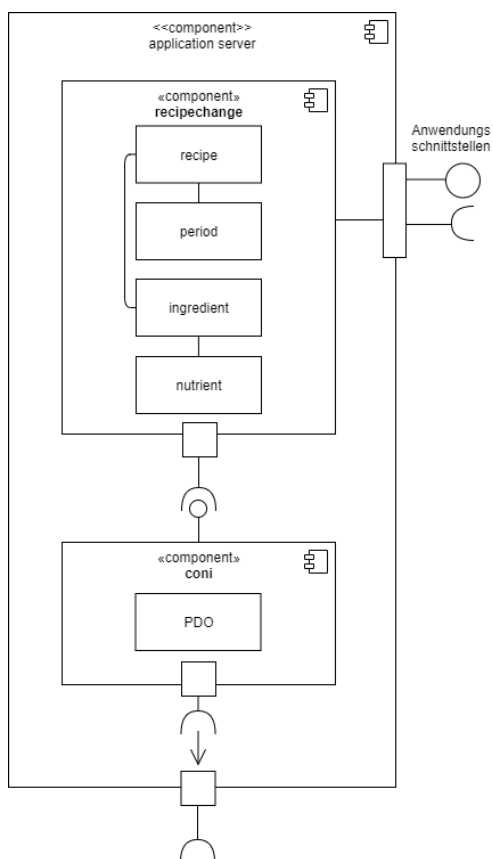 <<component>>
application server
«component»
recipechange
recipe
period
ingredient
nutrient
Anwendungs
schnittstellen
«component»
coni
PDO